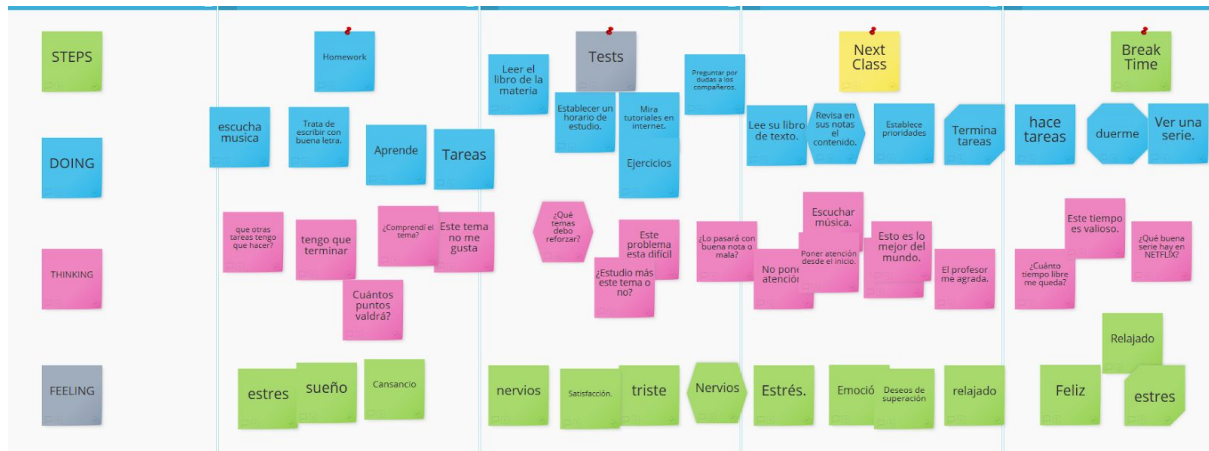 STEPS
Homework
Tests
Next
Class
Break
Time
DOING
escucha
musica
Trata de
escribir con
buena letra.
Aprende
Tareas
Leer el
libro de la
materia
Establecer un
horario de
estudio.
Mira
tutoriales en
internet.
Ejercicios
Preguntar por
dudas a los
compañeros.
Lee su libro
de texto.
Revisa en
sus notas
el
contenido.
Establece
prioridades
Termina
tareas
hace
tareas
duerme
Ver una
serie.
THINKING
que otras
tareas tengo
que hacer?
tengo que
terminar
¿Comprendí el
tema?
Este tema
no me
gusta
Cuántos
puntos
valdrá?
¿Qué
temas
debo
reforzar?
Este
problema
esta difícil
¿Estudio más
este tema o
no?
¿Lo pasará con
buena nota o
mala?
No pone
atención
Escuchar
música.
Poner atención
desde el inicio.
Esto es lo
mejor del
mundo.
El profesor
me agrada.
¿Cuánto
tiempo libre
me queda?
Este tiempo
es valioso.
¿Qué buena
serie hay en
NETFLIX?
FEELING
estres
sueño
Cansancio
nervios
Satisfacción.
triste
Nervios
Estrés.
Emoció
Deseos de
superación
relajado
Feliz
Relajado
estres